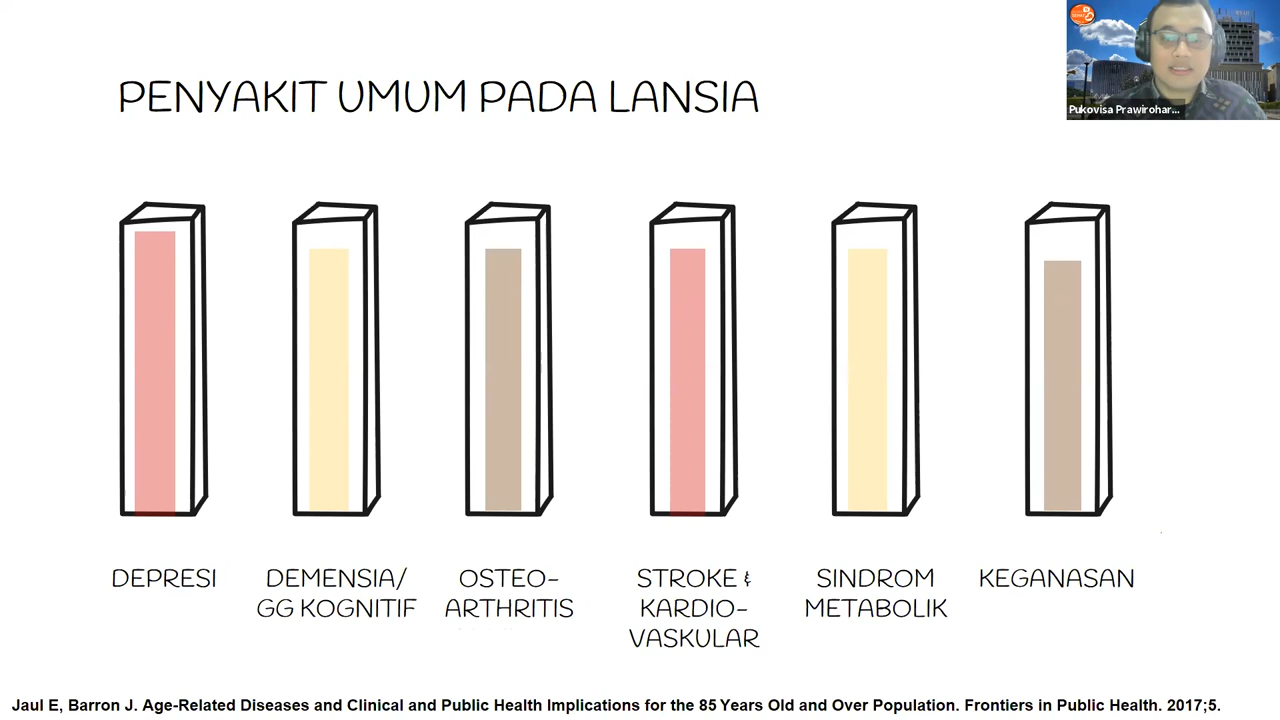 PENYAKIT UMUM PADA LANSIA
Pukovisa Prawirohar...
DEPRESI
DEMENSIA/
GG KOGNITIF
OSTEO-
ARTHRITIS
STROKE &
KARDIO-
VASKULAR
SINDROM
METABOLIK
KEGANASAN
Jaul E, Barron J. Age-Related Diseases and Clinical and Public Health Implications for the 85 Years Old and Over Population. Frontiers in Public Health. 2017;5.